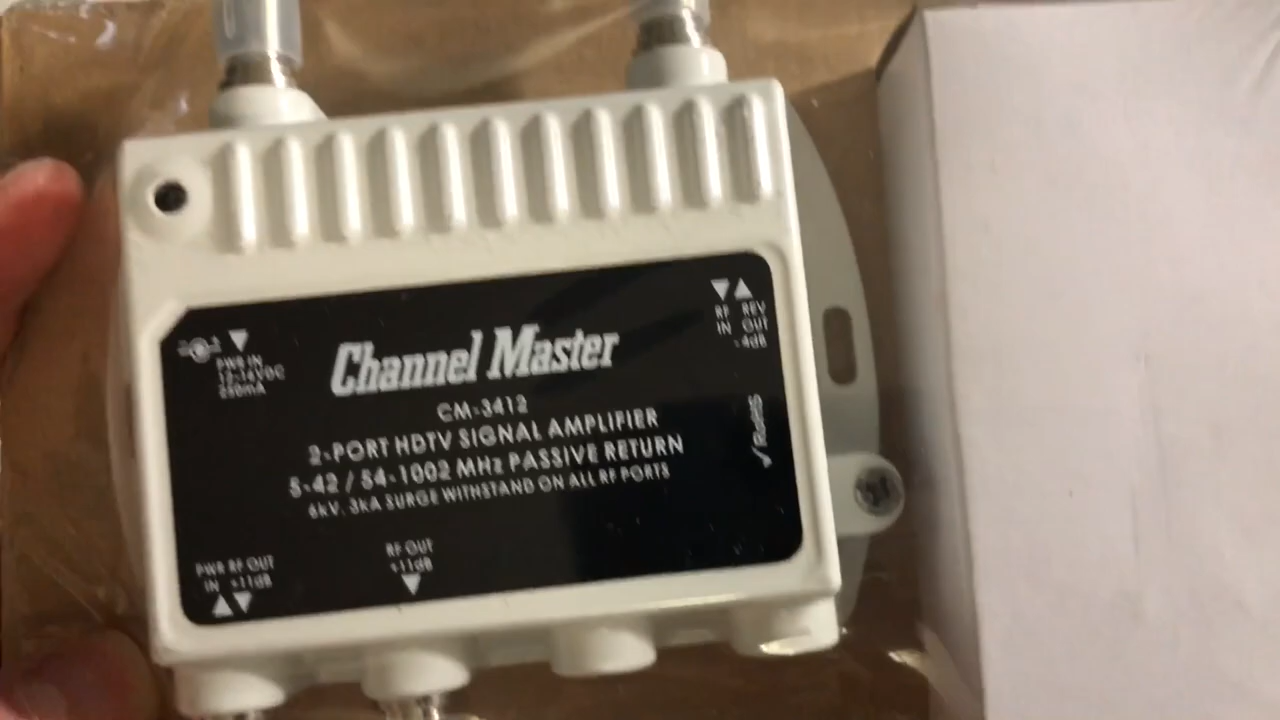 PWR IN
12-16VDC
250mA
RF REV
IN OUT
-4dB
Channel Master
CM-3412
2-PORT HDTV SIGNAL AMPLIFIER
5-42 / 54-1002 MHz PASSIVE RETURN
6kV, 3kA SURGE WITHSTAND ON ALL RF PORTS
✓RoHS
PWR RF OUT
IN +11dB
RF OUT
+11dB